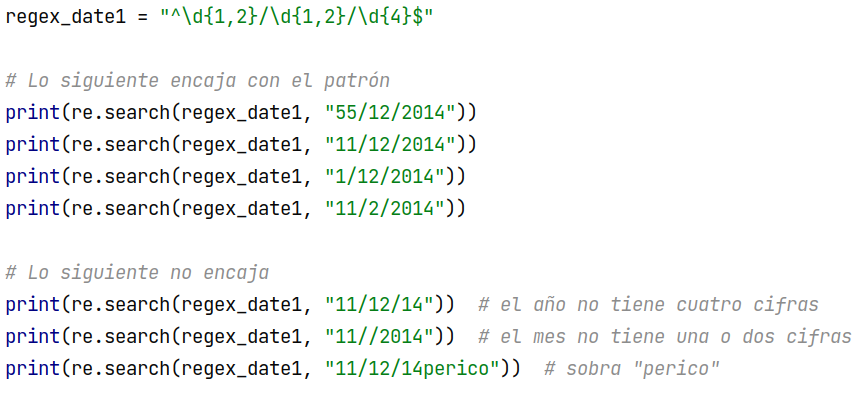 regex_date1 = "^\d{1,2}/\d{1,2}/\d{4}$"
# Lo siguiente encaja con el patrón
print(re.search(regex_date1, "55/12/2014"))
print(re.search(regex_date1, "11/12/2014"))
print(re.search(regex_date1, "1/12/2014"))
print(re.search(regex_date1, "11/2/2014"))
# Lo siguiente no encaja
print(re.search(regex_date1, "11/12/14"))  # el año no tiene cuatro cifras
print(re.search(regex_date1, "11//2014"))  # el mes no tiene una o dos cifras
print(re.search(regex_date1, "11/12/14perico"))  # sobra "perico"